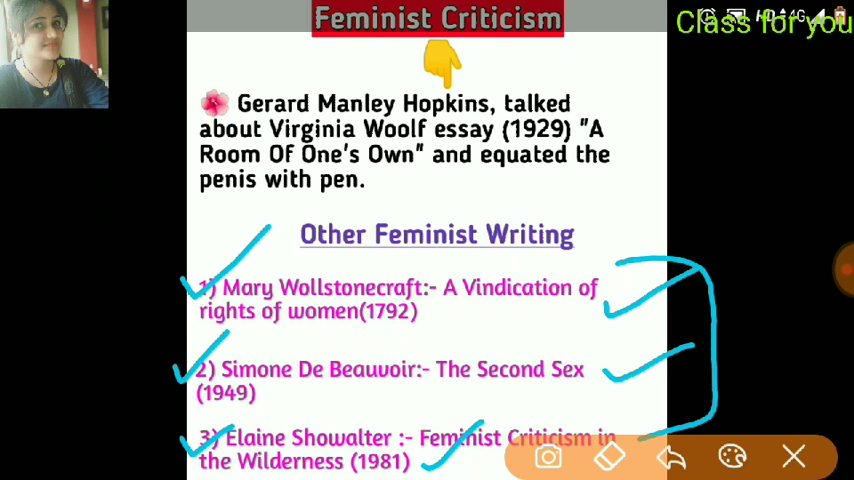 Feminist Criticism
HD 4G
Class for you
Gerard Manley Hopkins, talked
about Virginia Woolf essay (1929) "A
Room Of One's Own" and equated the
penis with pen.
Other Feminist Writing
1) Mary Wollstonecraft:- A Vindication of
rights of women(1792)
2) Simone De Beauvoir:- The Second Sex
(1949)
3) Elaine Showalter :- Feminist Criticism in
the Wilderness (1981)